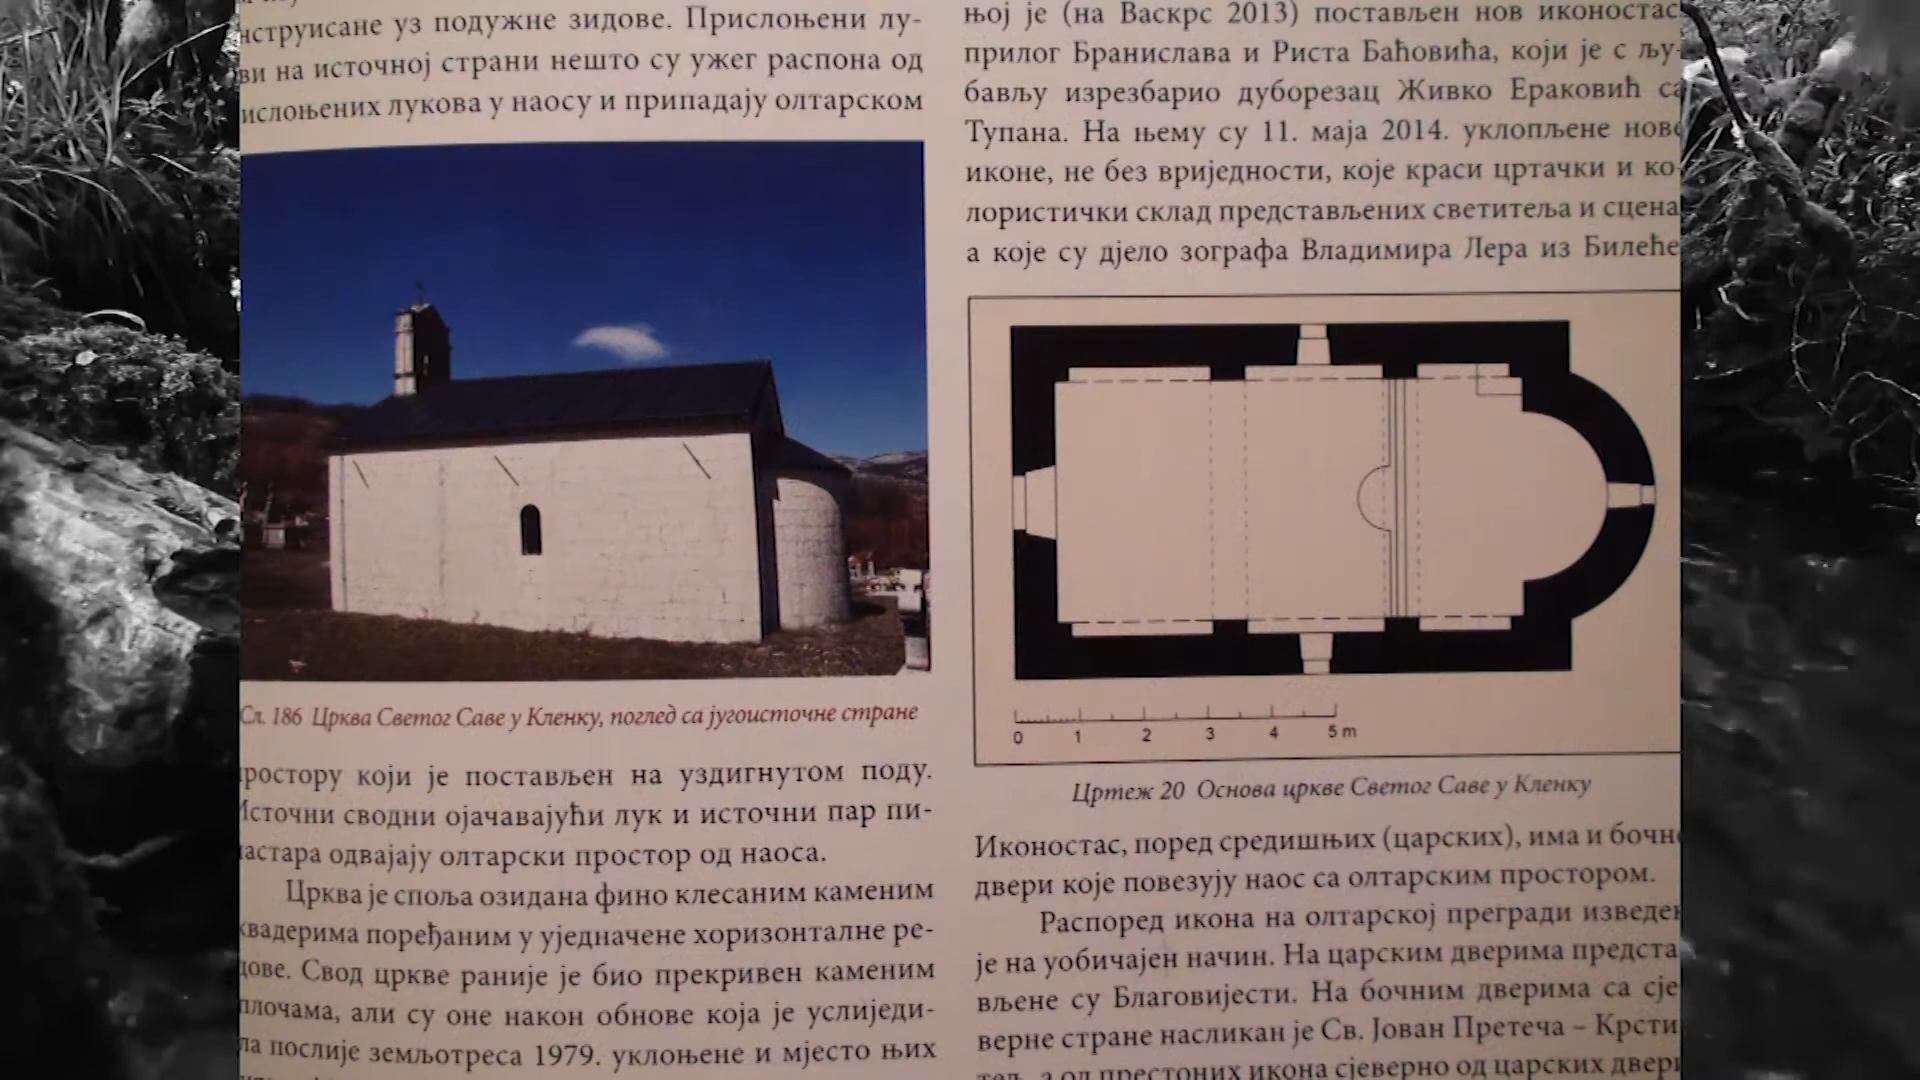 нструисане уз подужне зидове. Прислоњени лу-
ви на источној страни нешто су ужег распона од
ислоњених лукова у наосу и припадају олтарском
Сл. 186 Црква Светог Саве у Кленку, поглед са југоисточне стране
простору који је постављен на уздигнутом поду.
Источни сводни ојачавајући лук и источни пар пи-
ластара одвајају олтарски простор од наоса.
Црква је споља озидана фино клесаним каменим
квадерима поређаним у уједначене хоризонталне ре-
дове. Свод цркве раније је био прекривен каменим
плочама, али су оне након обнове која је услиједи-
ла послије земљотреса 1979. уклоњене и мјесто њих
њој је (на Васкрс 2013) постављен нов иконостас
прилог Бранислава и Риста Баћовића, који је с љу-
бављу изрезбарио дуборезац Живко Ераковић са
Тупана. На њему су 11. маја 2014. уклопљене нове
иконе, не без вриједности, које краси цртачки и ко-
лористички склад представљених светитеља и сцена
а које су дјело зографа Владимира Лера из Билеће
0 1 2 3 4 5 m
Цртеж 20 Основа цркве Светог Саве у Кленку
Иконостас, поред средишњих (царских), има и бочне
двери које повезују наос са олтарским простором.
Распоред икона на олтарској прегради изведен
је на уобичајен начин. На царским дверима предста
вљене су Благовијести. На бочним дверима са сје
верне стране насликан је Св. Јован Претеча – Крсти
тељ, а од престоних икона сјеверно од царских двери